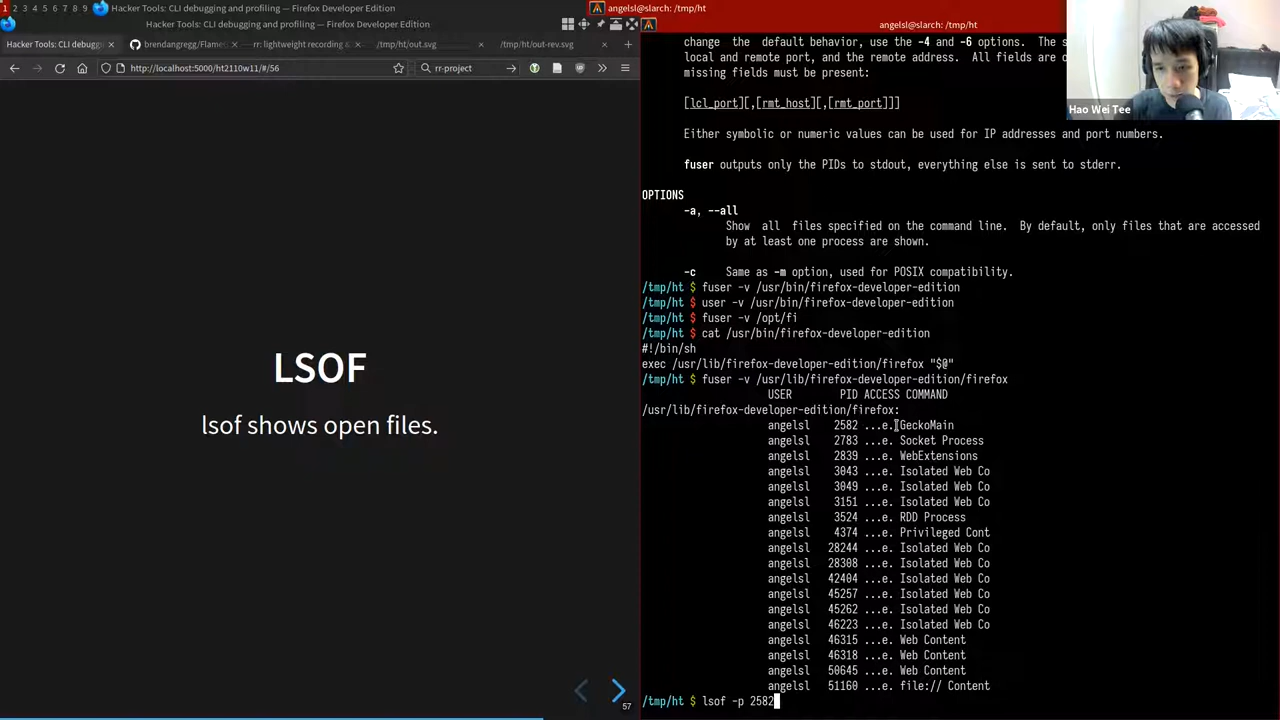 1 2 3 4 5 6 7 8 9 Hacker Tools: CLI debugging and profiling — Firefox Developer Edition
angelsl@slarch: /tmp/ht
Hacker Tools: CLI debugging and profiling — Firefox Developer Edition
angelsl@slarch: /tmp/ht
Hacker Tools: CLI debugg
brendangregg/Flame
rr: lightweight recording &
/tmp/ht/out.svg
/tmp/ht/out-rev.svg
http://localhost:5000/ht2110w11/#/56
rr-project
LSOF
lsof shows open files.
57
change the default behavior, use the -4 and -6 options. The s
local and remote port, and the remote address. All fields are o
missing fields must be present:
[lcl_port][,[rmt_host][,[rmt_port]]]
Either symbolic or numeric values can be used for IP addresses and port numbers.
fuser outputs only the PIDs to stdout, everything else is sent to stderr.
OPTIONS
-a, --all
Show all files specified on the command line. By default, only files that are accessed
by at least one process are shown.
-c Same as -m option, used for POSIX compatibility.
/tmp/ht $ fuser -v /usr/bin/firefox-developer-edition
/tmp/ht $ user -v /usr/bin/firefox-developer-edition
/tmp/ht $ fuser -v /opt/fi
/tmp/ht $ cat /usr/bin/firefox-developer-edition
#!/bin/sh
exec /usr/lib/firefox-developer-edition/firefox "$@"
/tmp/ht $ fuser -v /usr/lib/firefox-developer-edition/firefox
USER PID ACCESS COMMAND
/usr/lib/firefox-developer-edition/firefox:
angelsl 2582 ...e. GeckoMain
angelsl 2783 ...e. Socket Process
angelsl 2839 ...e. WebExtensions
angelsl 3043 ...e. Isolated Web Co
angelsl 3049 ...e. Isolated Web Co
angelsl 3151 ...e. Isolated Web Co
angelsl 3524 ...e. RDD Process
angelsl 4374 ...e. Privileged Cont
angelsl 28244 ...e. Isolated Web Co
angelsl 28308 ...e. Isolated Web Co
angelsl 42404 ...e. Isolated Web Co
angelsl 45257 ...e. Isolated Web Co
angelsl 45262 ...e. Isolated Web Co
angelsl 46223 ...e. Isolated Web Co
angelsl 46315 ...e. Web Content
angelsl 46318 ...e. Web Content
angelsl 50645 ...e. Web Content
angelsl 51160 ...e. file:// Content
/tmp/ht $ lsof -p 2582
Hao Wei Tee